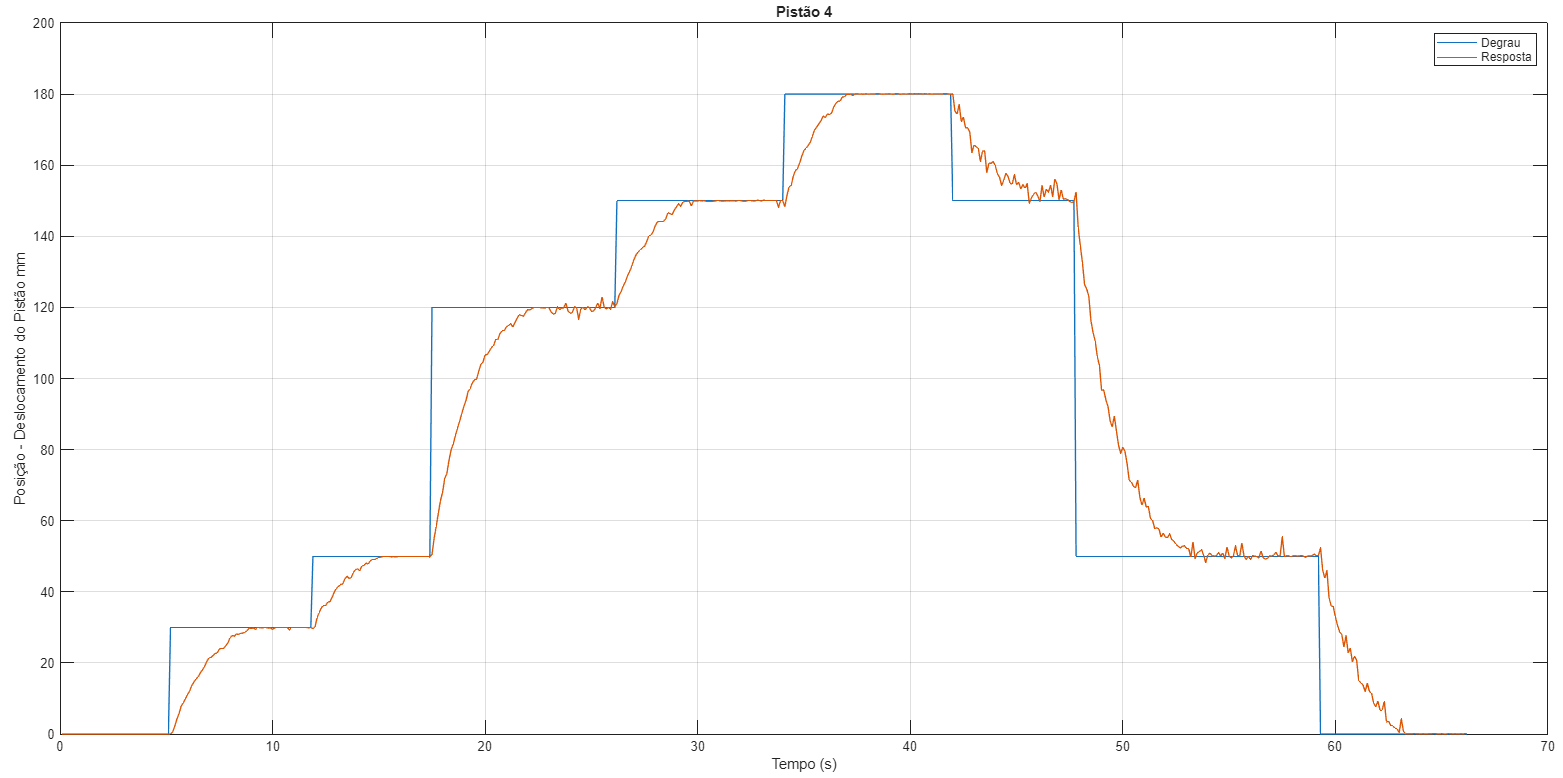 Pistão 4
Degrau
Resposta
200
180
160
140
120
100
80
60
40
20
0
Posição - Deslocamento do Pistão mm
0 10 20 30 40 50 60 70
Tempo (s)